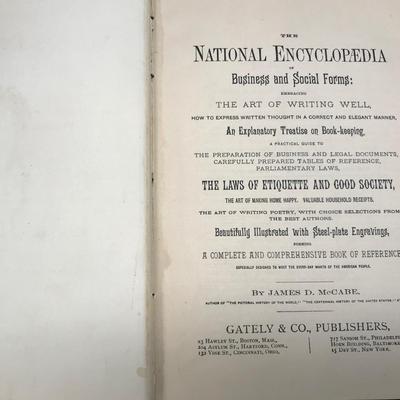 THE
NATIONAL ENCYCLOPÆDIA
OF
Business and Social Forms:
EMBRACING
THE ART OF WRITING WELL,
HOW TO EXPRESS WRITTEN THOUGHT IN A CORRECT AND ELEGANT MANNER,
An Explanatory Treatise on Book-keeping,
A PRACTICAL GUIDE TO
THE PREPARATION OF BUSINESS AND LEGAL DOCUMENTS,
CAREFULLY PREPARED TABLES OF REFERENCE,
PARLIAMENTARY LAWS,
THE LAWS OF ETIQUETTE AND GOOD SOCIETY,
THE ART OF MAKING HOME HAPPY. VALUABLE HOUSEHOLD RECEIPTS.
THE ART OF WRITING POETRY, WITH CHOICE SELECTIONS FROM
THE BEST AUTHORS.
Beautifully Illustrated with Steel-plate Engravings,
FORMING
A COMPLETE AND COMPREHENSIVE BOOK OF REFERENCE
ESPECIALLY DESIGNED TO MEET THE EVERY-DAY WANTS OF THE AMERICAN PEOPLE.
BY JAMES D. McCABE,
AUTHOR OF "THE PICTORIAL HISTORY OF THE WORLD," "THE CENTENNIAL HISTORY OF THE UNITED STATES,"
GATELY & CO., PUBLISHERS,
23 HAWLEY ST., BOSTON, MASS., 717 SANSOM ST., PHILADELP
204 ASYLUM ST., HARTFORD, CONN., HOEN BUILDING, BALTIMORE
132 VINE ST., CINCINNATI, OHIO, 15 DEY ST., NEW YORK.